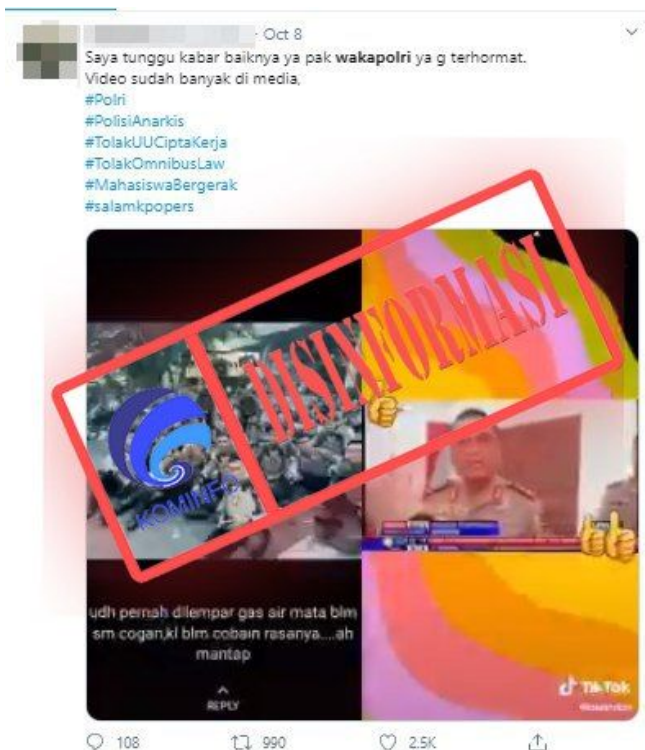 Oct 8
Saya tunggu kabar baiknya ya pak wakapolri ya g terhormat.
Video sudah banyak di media,
#Polri
#PolisiAnarkis
#TolakUUCiptaKerja
#TolakOmnibusLaw
#MahasiswaBergerak
#salamkpopers
DISINFORMASI
KOMINFO
udh pernah dilempar gas air mata blm
sm cogan,kl blm cobain rasanya....ah
mantap
REPLY
TikTok
108 990 2.5K